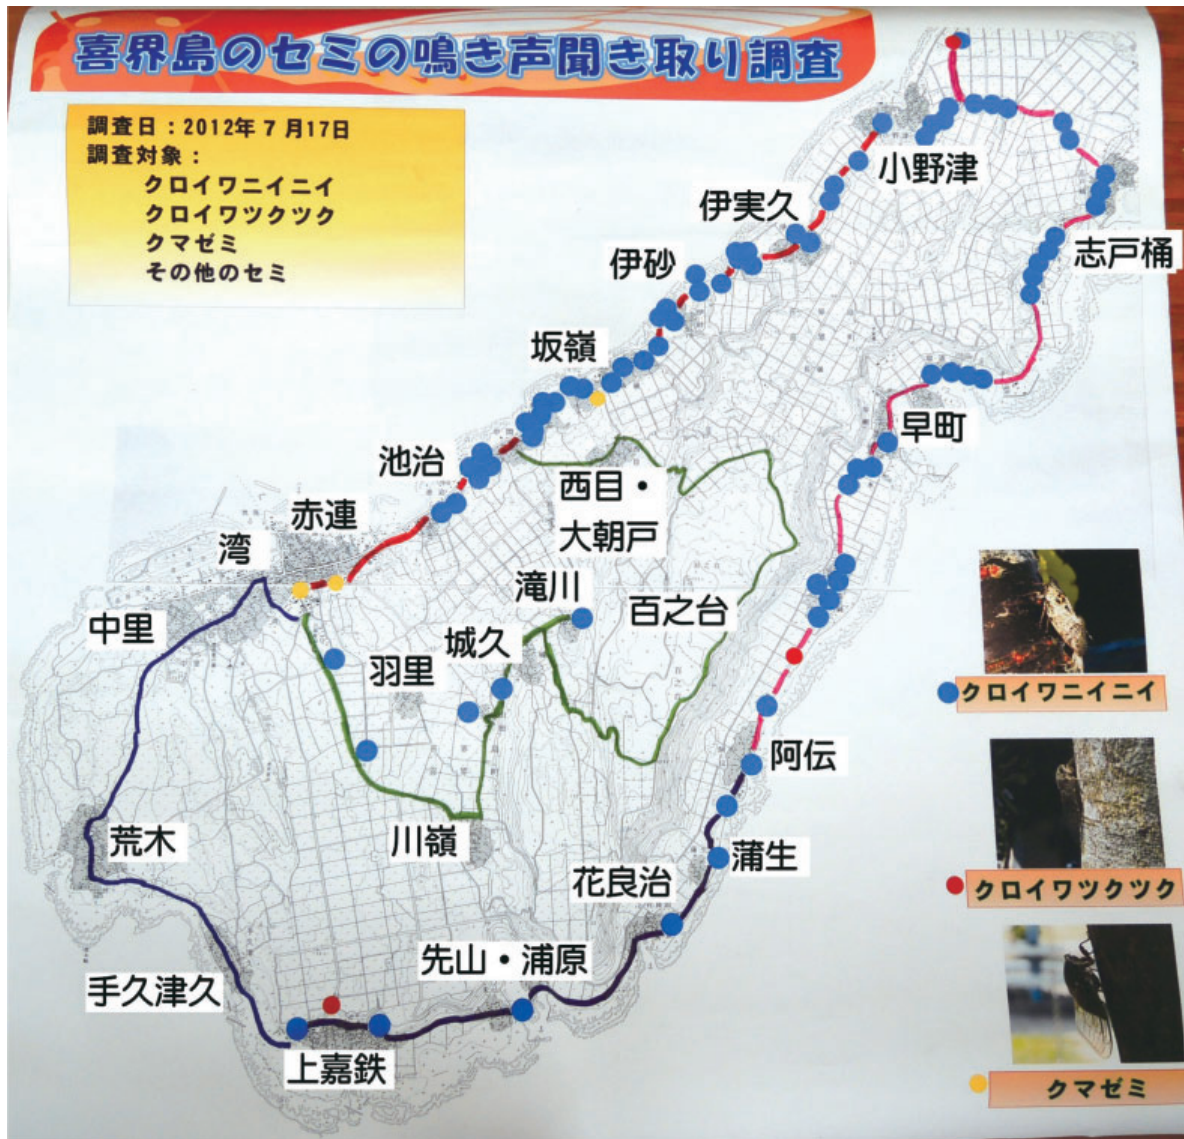 喜界島のセミの鳴き声聞き取り調査
調査日：2012年7月17日
調査対象：
クロイワニイニイ
クロイワツクツク
クマゼミ
その他のセミ
小野津
伊実久
志戸桶
伊砂
坂嶺
早町
池治
西目・
大朝戸
赤連
湾
滝川
百之台
中里
城久
羽里
クロイワニイニイ
阿伝
荒木
川嶺
蒲生
花良治
クロイワツクツク
先山・浦原
手久津久
上嘉鉄
クマゼミ